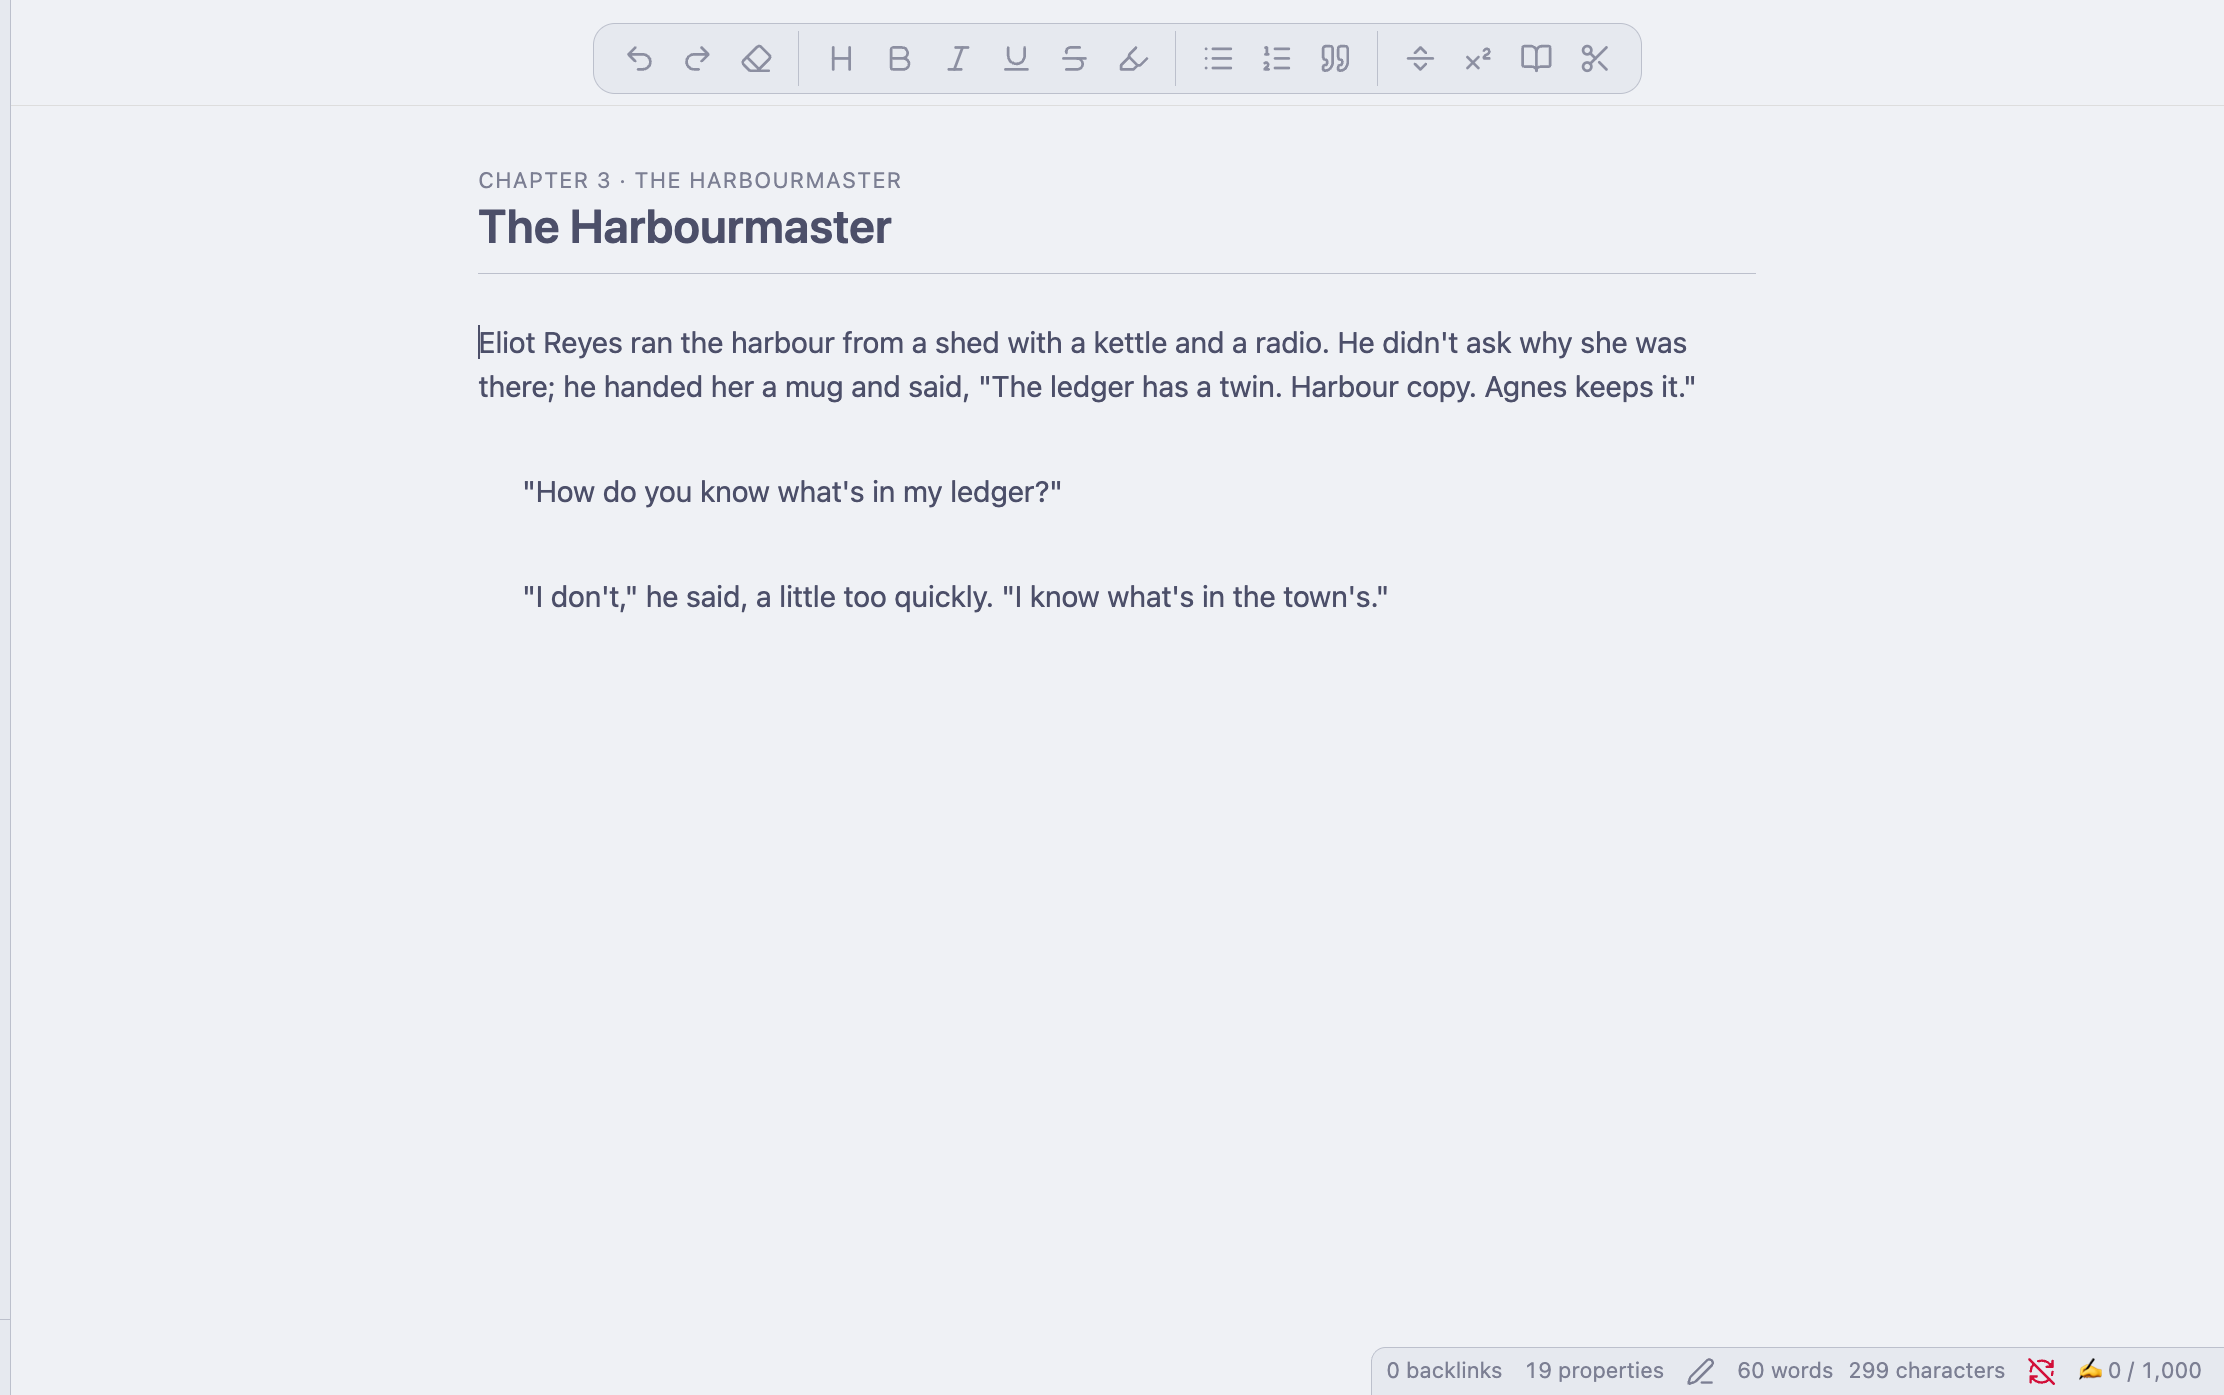 CHAPTER 3 · THE HARBOURMASTER
The Harbourmaster
Eliot Reyes ran the harbour from a shed with a kettle and a radio. He didn't ask why she was
there; he handed her a mug and said, "The ledger has a twin. Harbour copy. Agnes keeps it."
"How do you know what's in my ledger?"
"I don't," he said, a little too quickly. "I know what's in the town's."
0 backlinks 19 properties 60 words 299 characters ✍️ 0 / 1,000